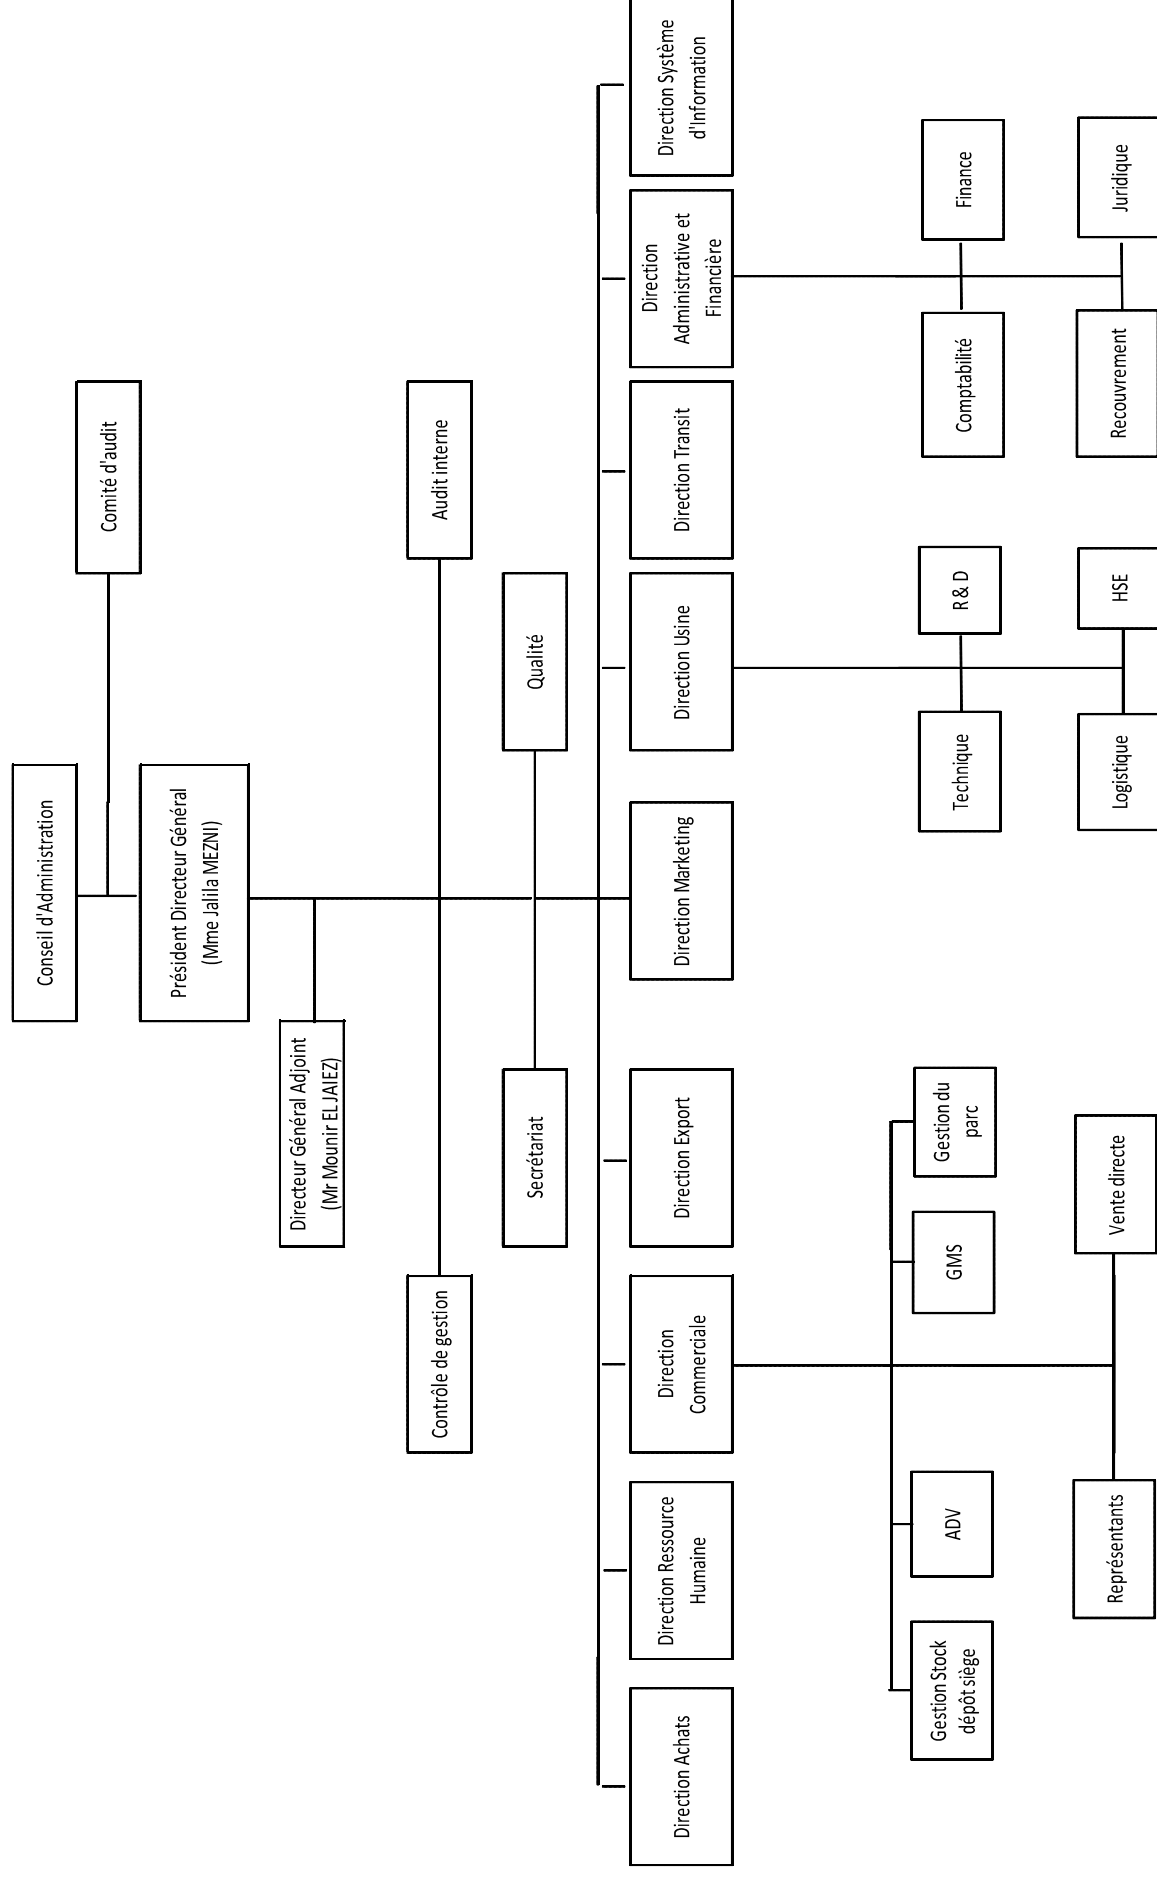 Conseil d'Administration
Comité d'audit
Président Directeur Général
(Mme Jalila MEZNI)
Directeur Général Adjoint
(Mr Mounir EL JAIEZ)
Contrôle de gestion
Audit interne
Secrétariat
Qualité
Direction Achats
Direction Ressource
Humaine
Direction
Commerciale
Direction Export
Direction Marketing
Direction Usine
Direction Transit
Direction
Administrative et
Financière
Direction Système
d'Information
Gestion Stock
dépôt siège
ADV
GMS
Gestion du
parc
Technique
R & D
Comptabilité
Finance
Représentants
Vente directe
Logistique
HSE
Recouvrement
Juridique